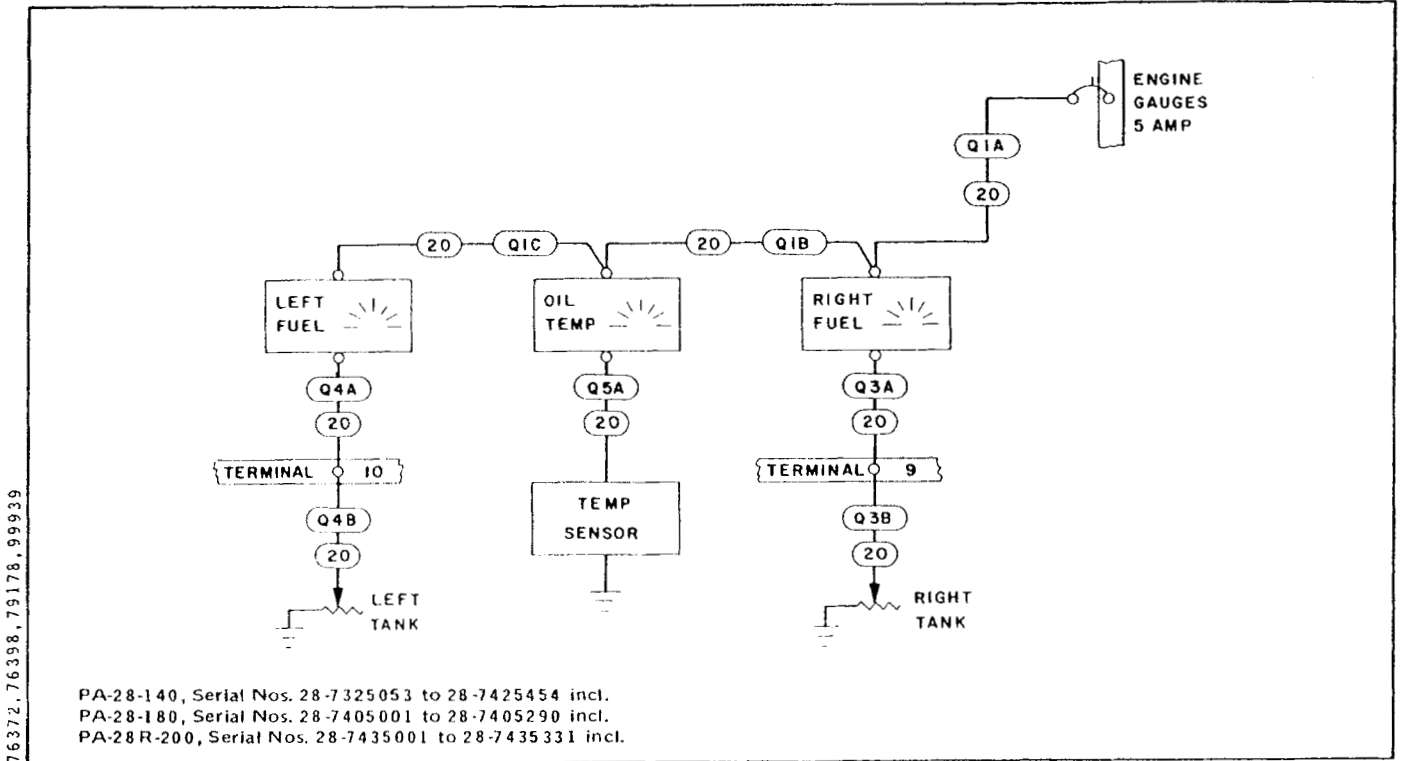 ENGINE
GAUGES
5 AMP
Q1A
20
20
Q1C
20
Q1B
LEFT
FUEL
OIL
TEMP
RIGHT
FUEL
Q4A
20
Q5A
20
Q3A
20
TERMINAL 10
TERMINAL 9
TEMP
SENSOR
Q4B
20
Q3B
20
LEFT
TANK
RIGHT
TANK
PA-28-140, Serial Nos. 28-7325053 to 28-7425454 incl.
PA-28-180, Serial Nos. 28-7405001 to 28-7405290 incl.
PA-28R-200, Serial Nos. 28-7435001 to 28-7435331 incl.
76372, 76398, 79178, 99939